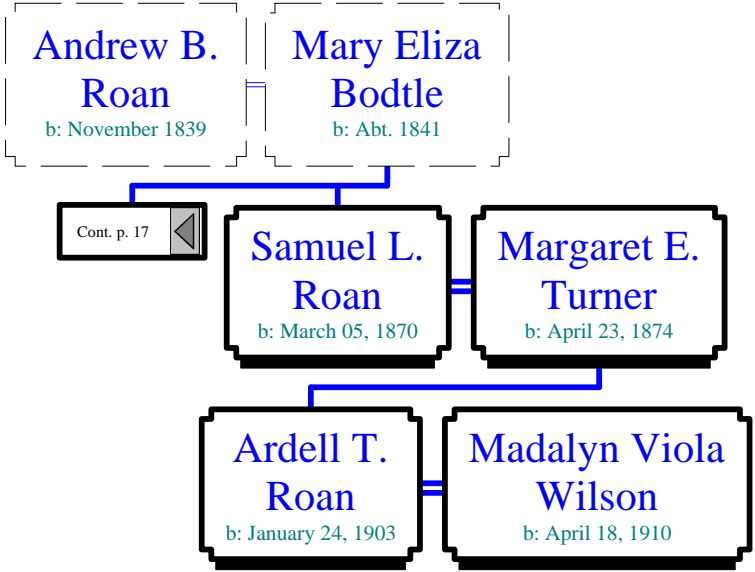 Andrew B.
Roan
b: November 1839
Mary Eliza
Bodtle
b: Abt. 1841
Cont. p. 17
Samuel L.
Roan
b: March 05, 1870
Margaret E.
Turner
b: April 23, 1874
Ardell T.
Roan
b: January 24, 1903
Madalyn Viola
Wilson
b: April 18, 1910